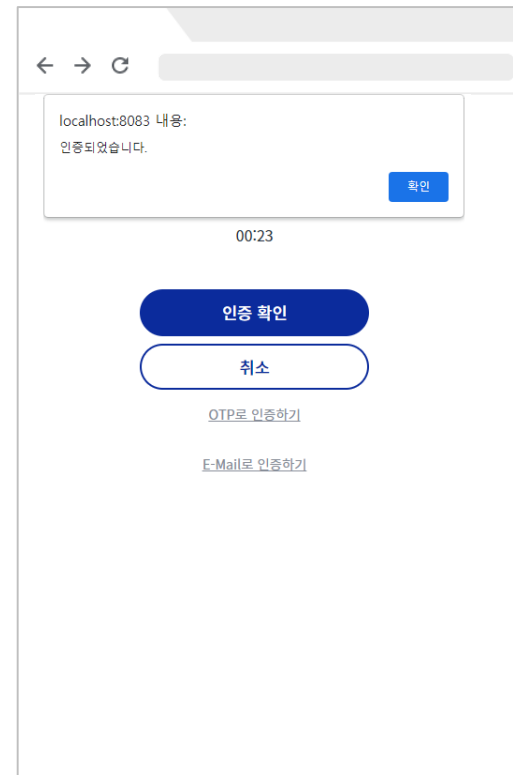 localhost:8083 내용:
인증되었습니다.
확인
00:23
인증 확인
취소
OTP로 인증하기
E-Mail로 인증하기